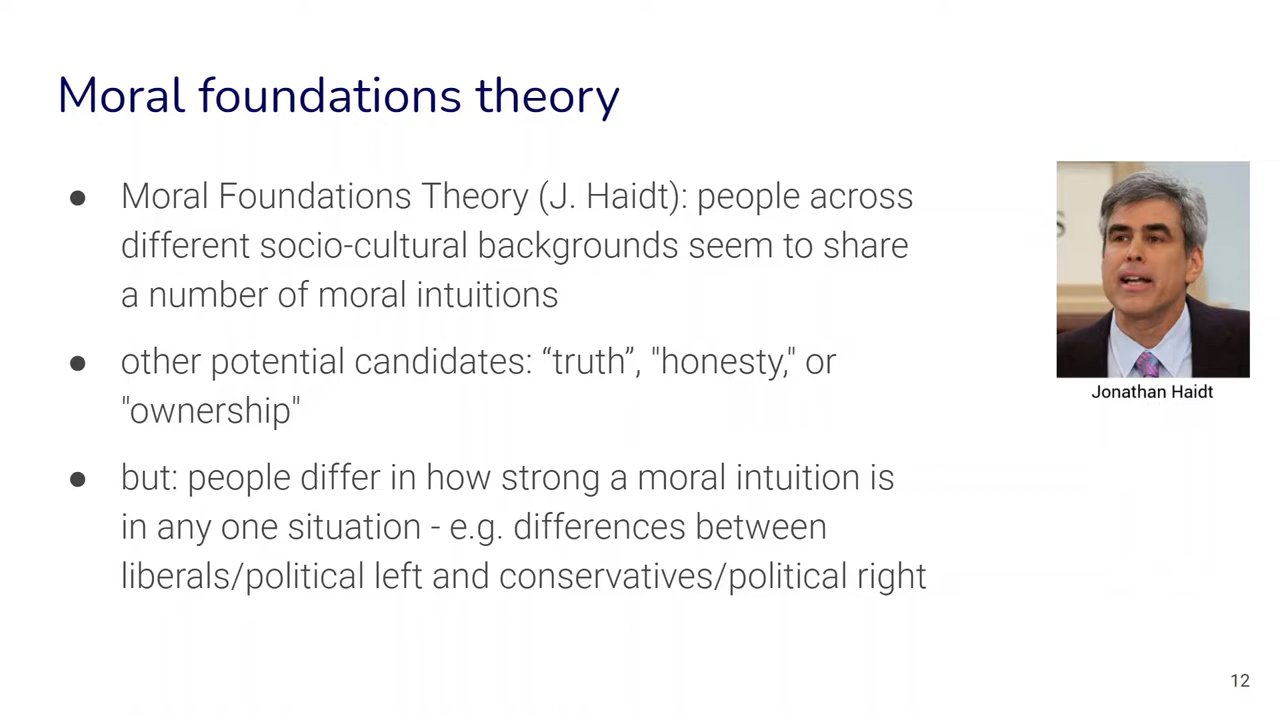 Moral foundations theory
● Moral Foundations Theory (J. Haidt): people across
different socio-cultural backgrounds seem to share
a number of moral intuitions
● other potential candidates: “truth”, "honesty," or
"ownership"
● but: people differ in how strong a moral intuition is
in any one situation - e.g. differences between
liberals/political left and conservatives/political right
Jonathan Haidt
12